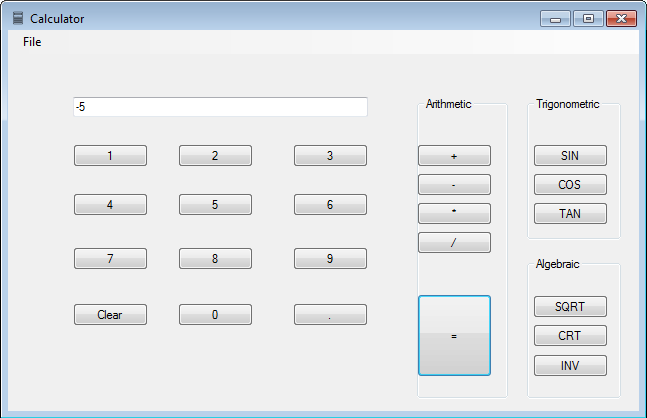 Calculator
File
-5
Arithmetic
Trigonometric
1 2 3 + SIN
- COS
4 5 6 * TAN
7 8 9 /
Algebraic
Clear 0 . = SQRT
CRT
INV